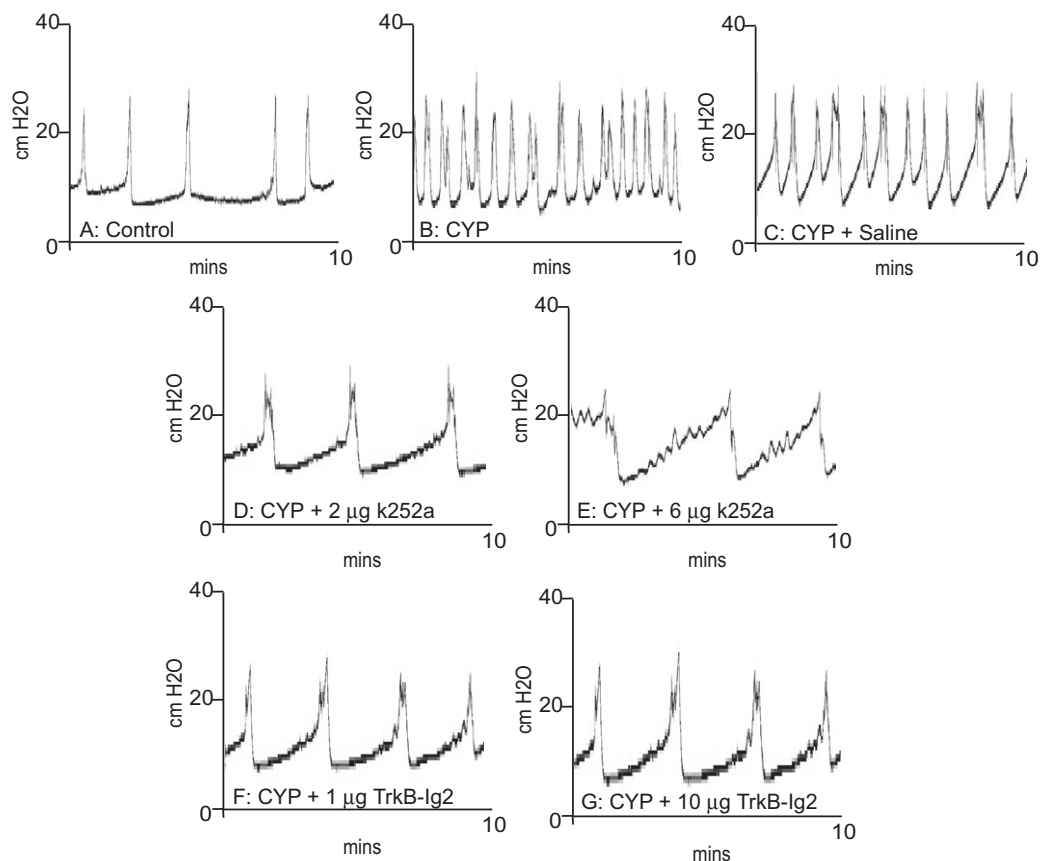 40
20
0
cm H2O
A: Control
mins
10
40
20
0
cm H2O
B: CYP
mins
10
40
20
0
cm H2O
C: CYP + Saline
mins
10
40
20
0
cm H2O
D: CYP + 2 μg k252a
mins
10
40
20
0
cm H2O
E: CYP + 6 μg k252a
mins
10
40
20
0
cm H2O
F: CYP + 1 μg TrkB-Ig2
mins
10
40
20
0
cm H2O
G: CYP + 10 μg TrkB-Ig2
mins
10